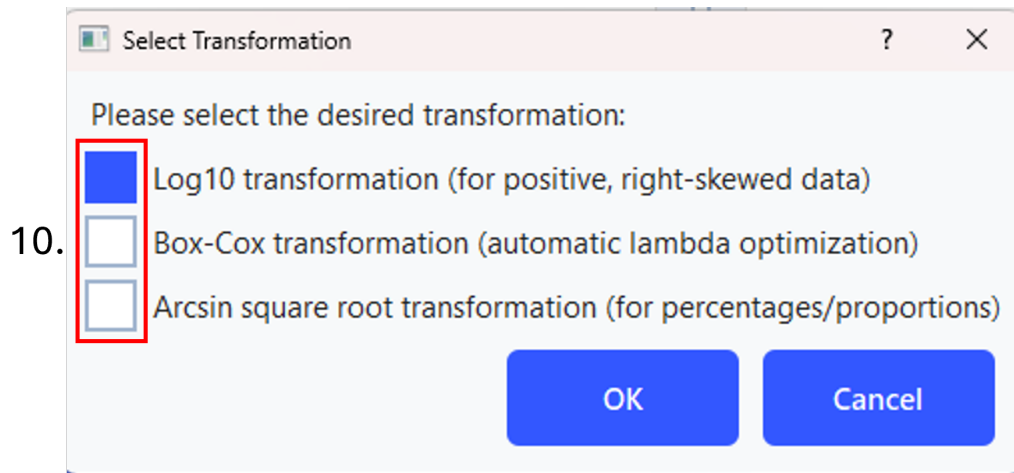 Select Transformation ? ✕
Please select the desired transformation:
Log10 transformation (for positive, right-skewed data)
10. Box-Cox transformation (automatic lambda optimization)
Arcsin square root transformation (for percentages/proportions)
OK Cancel